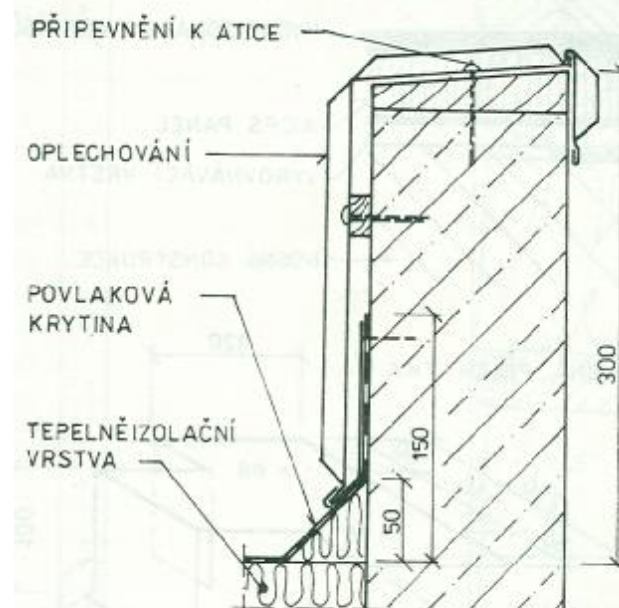 PŘIPEVNĚNÍ K ATICE
OPLECHOVÁNÍ
POVLAKOVÁ
KRYTINA
TEPELNĚIZOLAČNÍ
VRSTVA
300
150
50